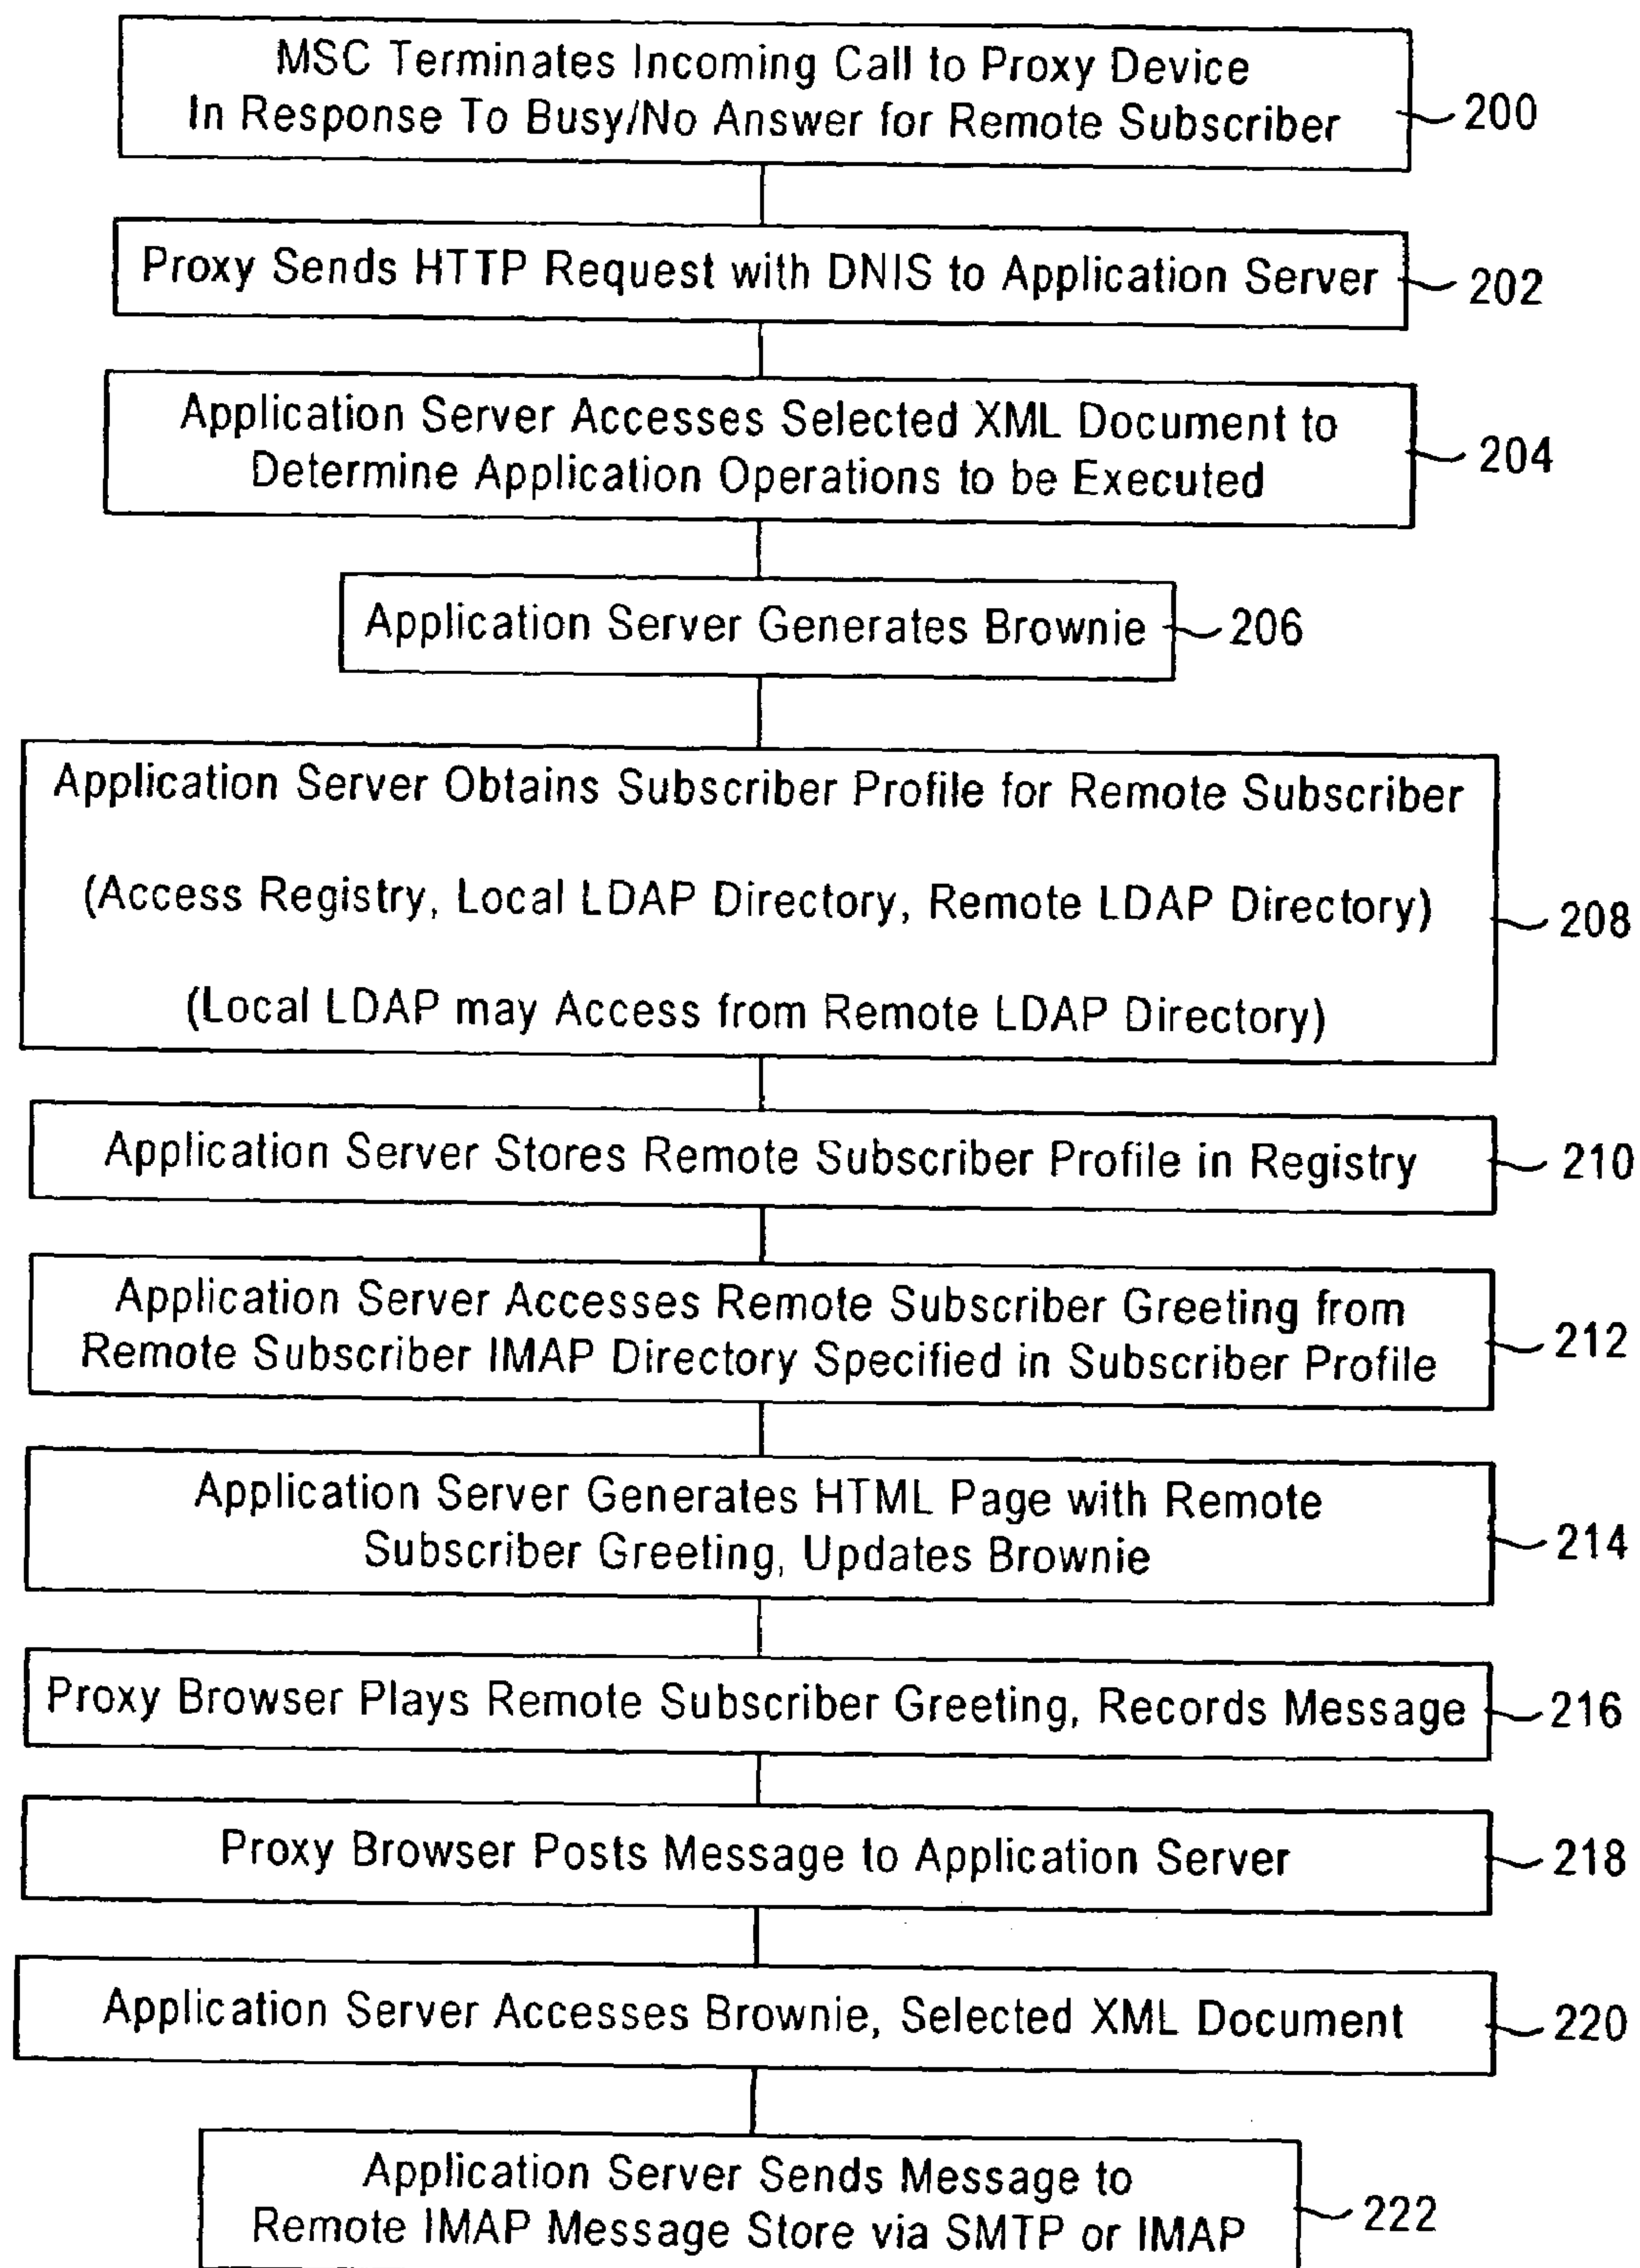 MSC Terminates Incoming Call to Proxy Device
In Response To Busy/No Answer for Remote Subscriber
200
Proxy Sends HTTP Request with DNIS to Application Server
202
Application Server Accesses Selected XML Document to
Determine Application Operations to be Executed
204
Application Server Generates Brownie
206
Application Server Obtains Subscriber Profile for Remote Subscriber
(Access Registry, Local LDAP Directory, Remote LDAP Directory)
208
(Local LDAP may Access from Remote LDAP Directory)
Application Server Stores Remote Subscriber Profile in Registry
210
Application Server Accesses Remote Subscriber Greeting from
Remote Subscriber IMAP Directory Specified in Subscriber Profile
212
Application Server Generates HTML Page with Remote
Subscriber Greeting, Updates Brownie
214
Proxy Browser Plays Remote Subscriber Greeting, Records Message
216
Proxy Browser Posts Message to Application Server
218
Application Server Accesses Brownie, Selected XML Document
220
Application Server Sends Message to
Remote IMAP Message Store via SMTP or IMAP
222